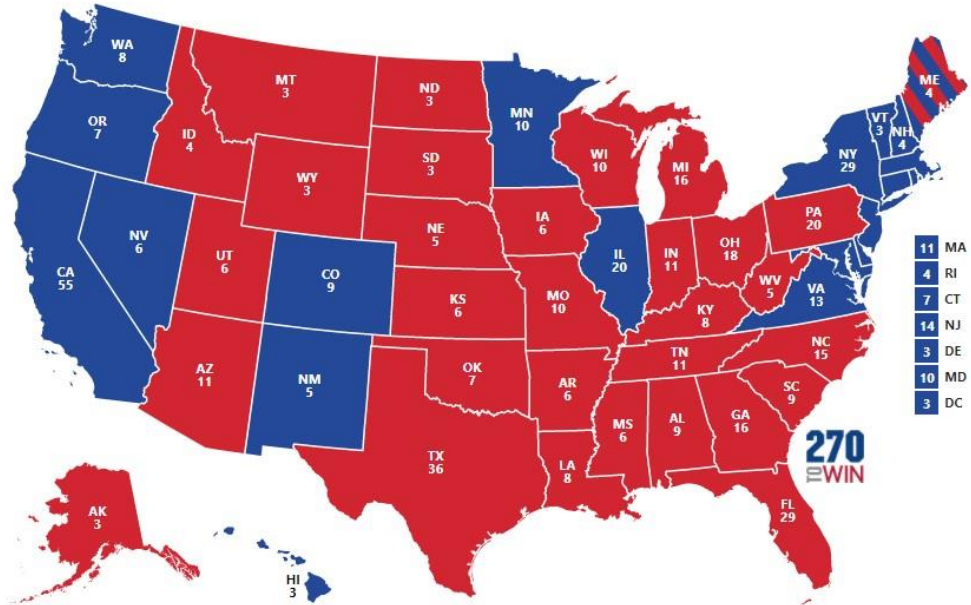 WA
8
OR
7
CA
55
NV
6
ID
4
MT
3
WY
3
UT
6
AZ
11
CO
9
NM
5
ND
3
SD
3
NE
5
KS
6
OK
7
TX
36
MN
10
IA
6
MO
10
AR
6
LA
8
WI
10
IL
20
MI
16
IN
11
OH
18
KY
8
TN
11
MS
6
AL
9
GA
16
FL
29
SC
9
NC
15
VA
13
WV
5
PA
20
NY
29
VT
3
NH
4
ME
4
AK
3
HI
3
11 MA
4 RI
7 CT
14 NJ
3 DE
10 MD
3 DC
270
TO WIN